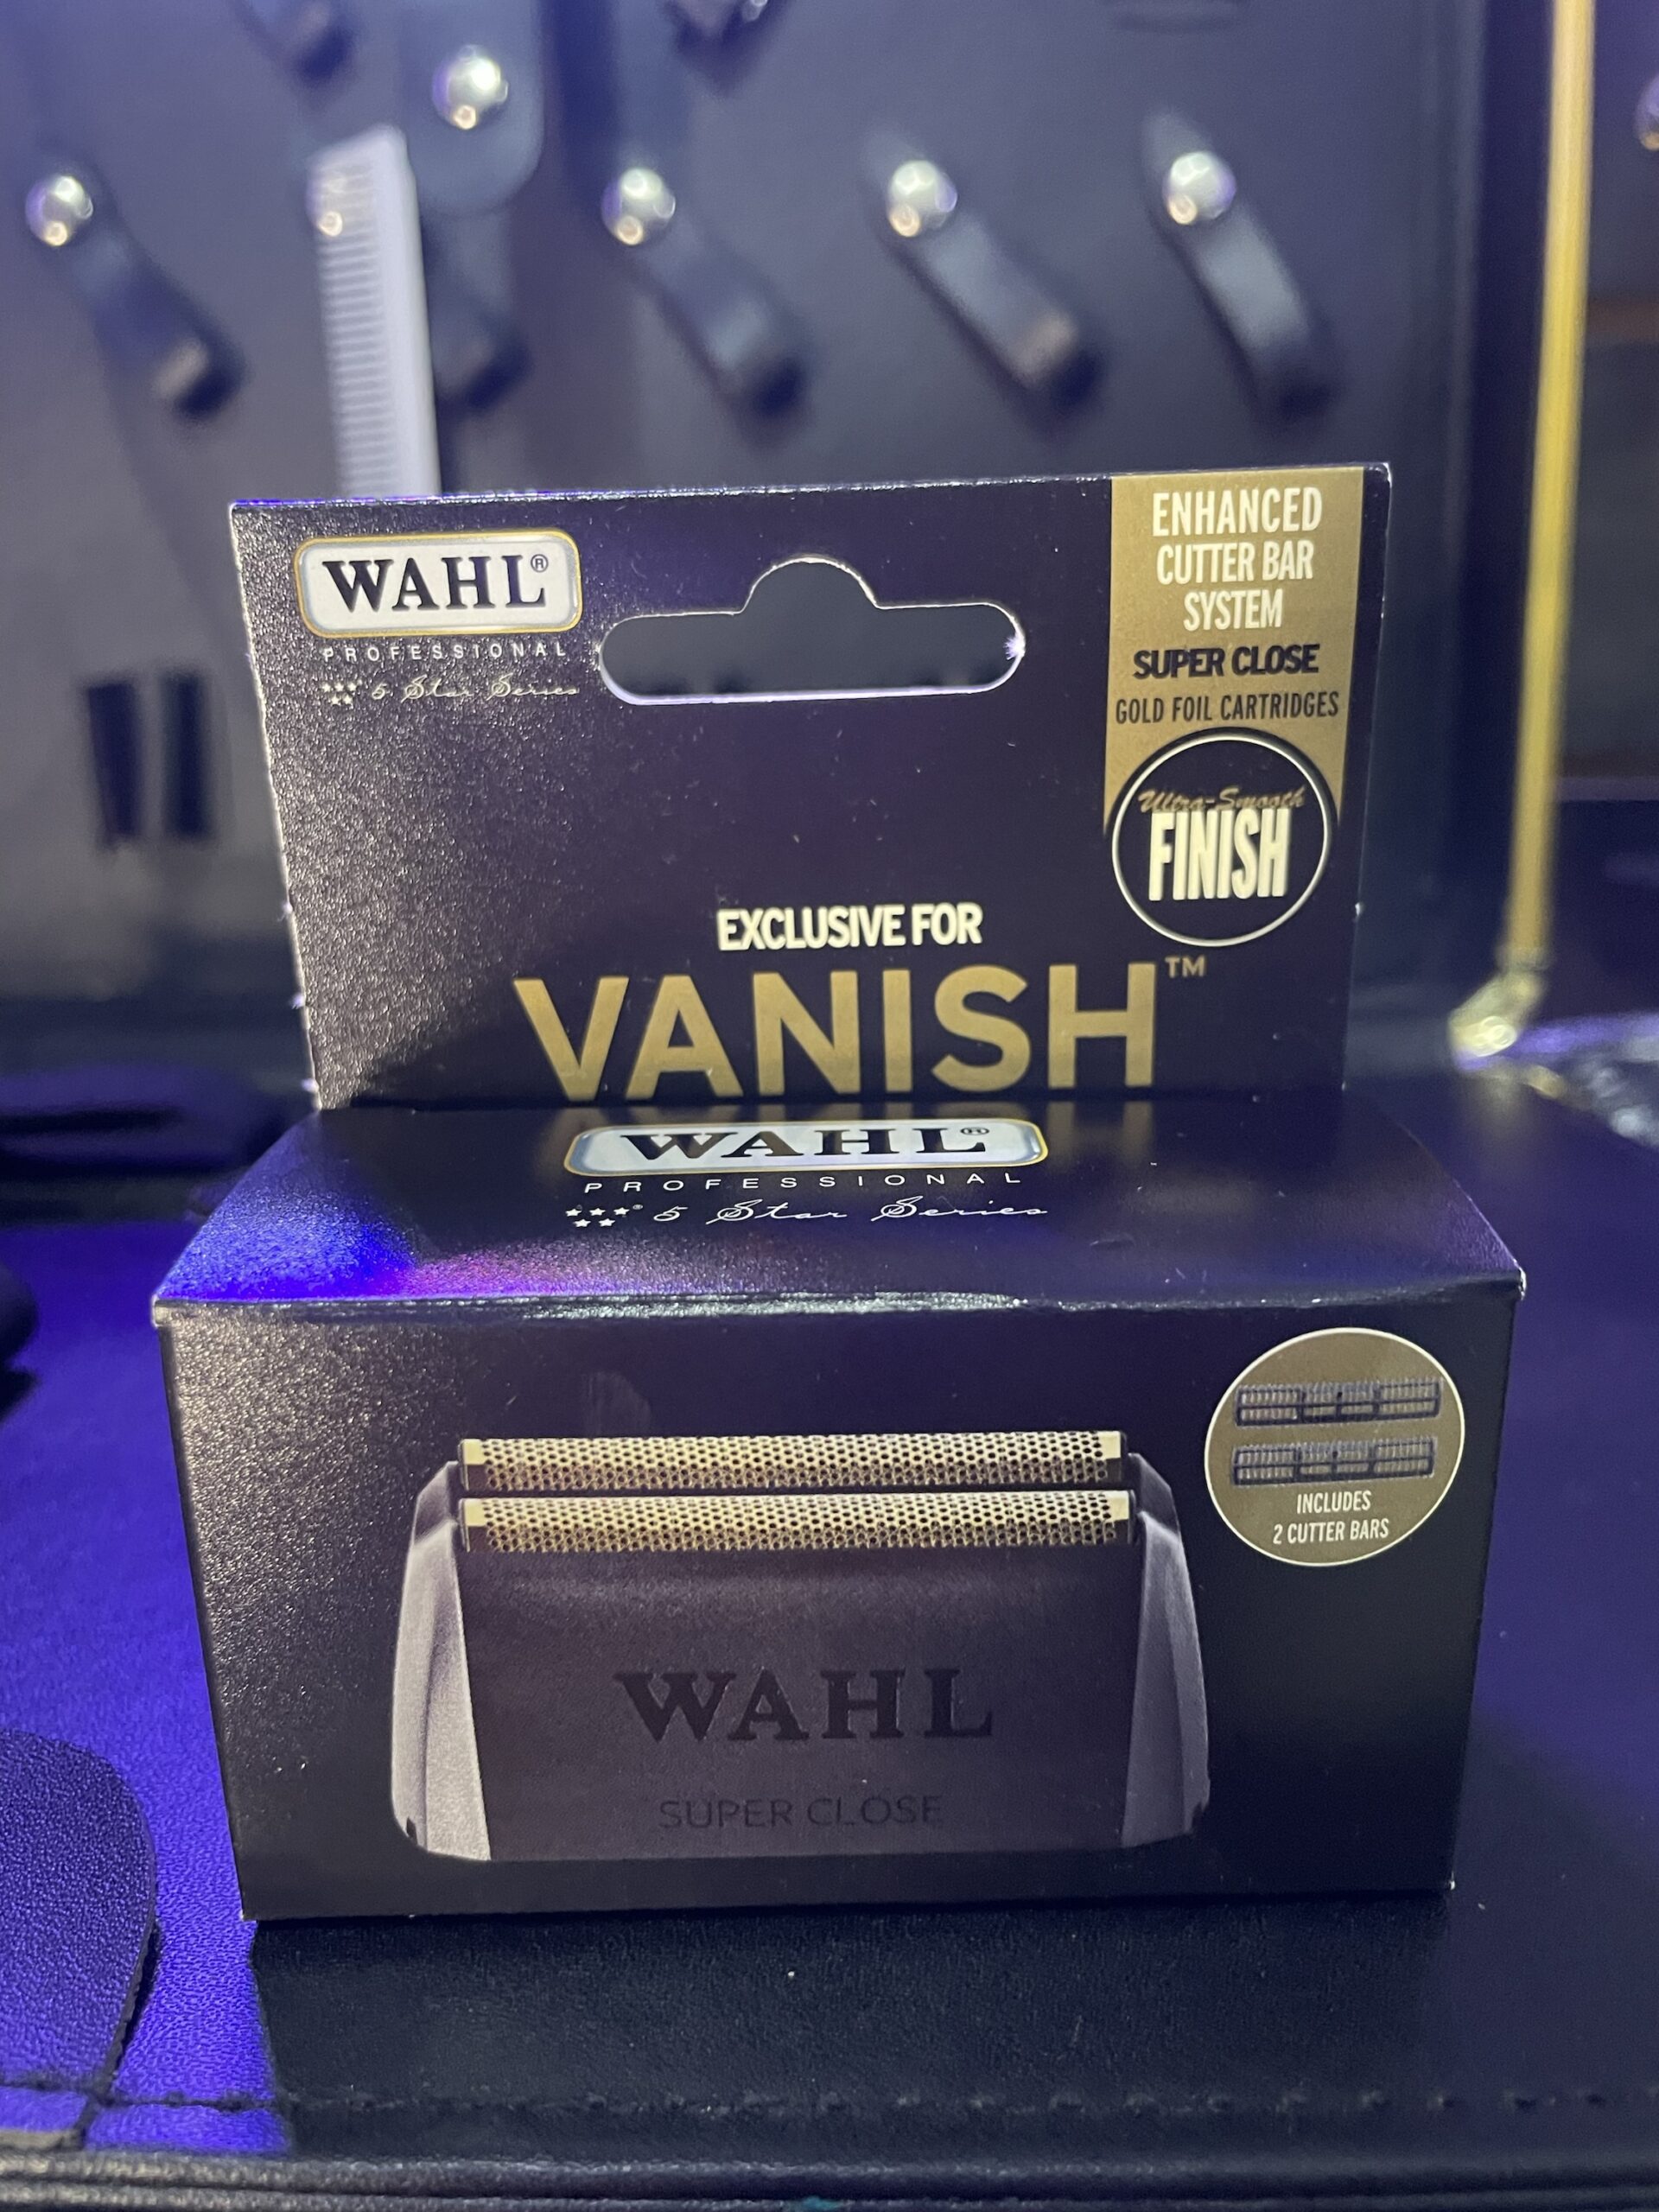 WAHL®
PROFESSIONAL
5 Star Series
ENHANCED
CUTTER BAR
SYSTEM
SUPER CLOSE
GOLD FOIL CARTRIDGES
Ultra-Smooth
FINISH
EXCLUSIVE FOR
VANISH™
WAHL®
PROFESSIONAL
5 Star Series
INCLUDES
2 CUTTER BARS
WAHL
SUPER CLOSE